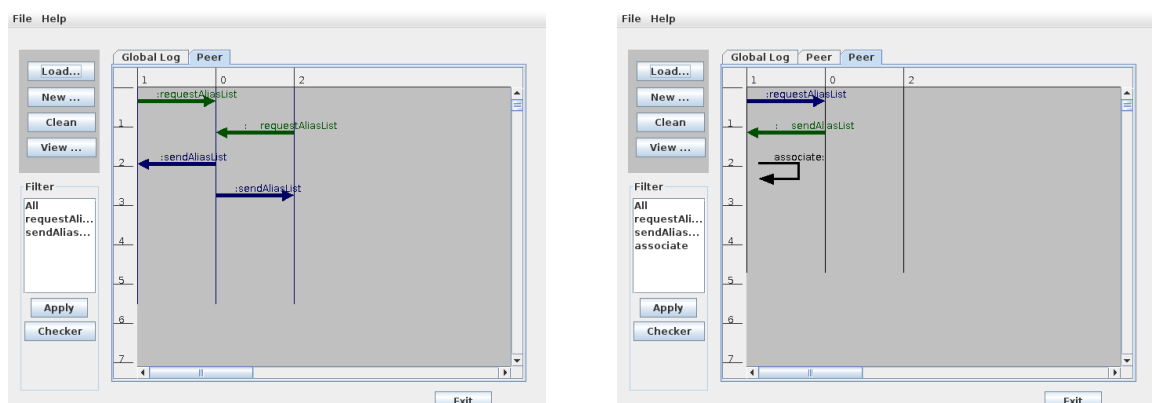 File Help
Load...
New ...
Clean
View ...
Filter
All
requestAli...
sendAlias...
Apply
Checker
Global Log Peer
1 0 2
:requestAliasList
1
: requestAliasList
2
:sendAliasList
:sendAliasList
3
4
5
6
7
Exit
File Help
Load...
New ...
Clean
View ...
Filter
All
requestAli...
sendAlias...
associate
Apply
Checker
Global Log Peer Peer
1 0 2
:requestAliasList
1
: sendAliasList
2
associate:
3
4
5
6
7
Exit